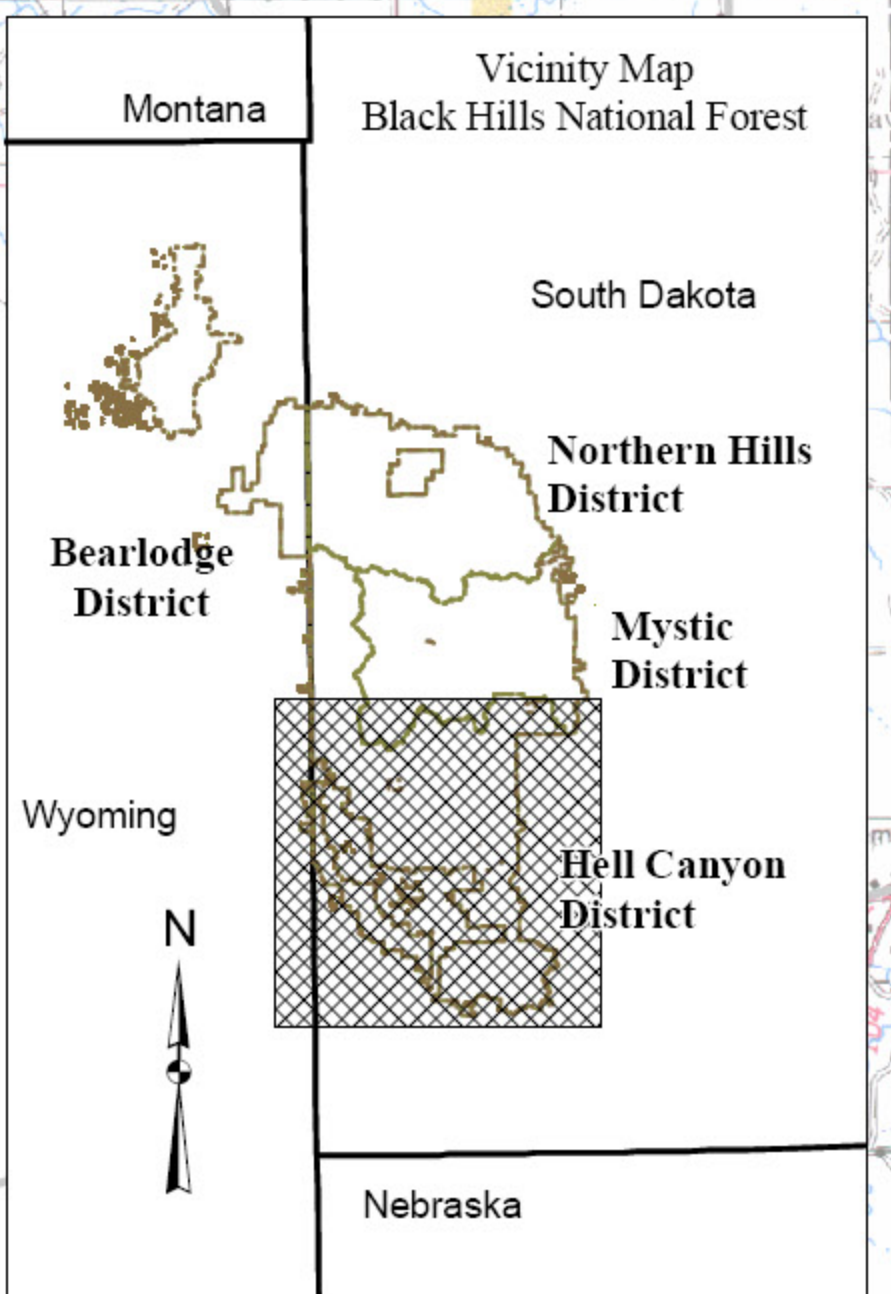 Vicinity Map
Black Hills National Forest
Montana
South Dakota
Northern Hills
District
Bearlodge
District
Mystic
District
Wyoming
Hell Canyon
District
N
Nebraska
104